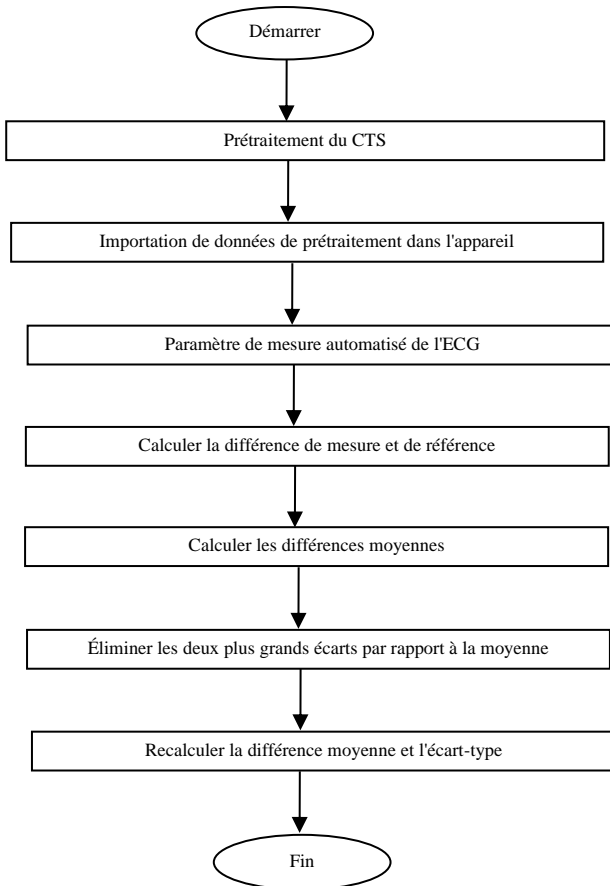 Démarrer
Prétraitement du CTS
Importation de données de prétraitement dans l'appareil
Paramètre de mesure automatisé de l'ECG
Calculer la différence de mesure et de référence
Calculer les différences moyennes
Éliminer les deux plus grands écarts par rapport à la moyenne
Recalculer la différence moyenne et l'écart-type
Fin